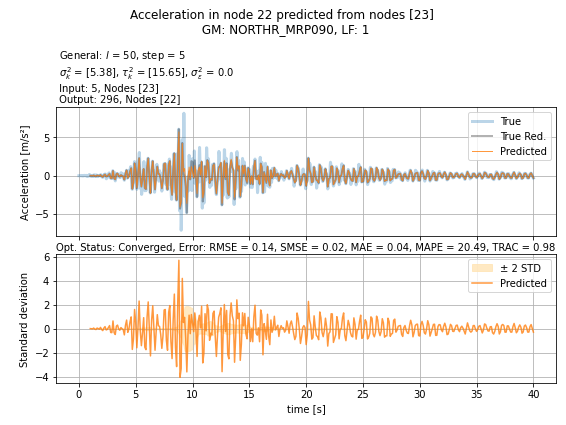 Acceleration in node 22 predicted from nodes [23]
GM: NORTHR_MRP090, LF: 1
General: l = 50, step = 5
σ²ₖ = [5.38], τ²ₖ = [15.65], σ²ε = 0.0
Input: 5, Nodes [23]
Output: 296, Nodes [22]
True
True Red.
Predicted
Acceleration [m/s²]
5
0
−5
Opt. Status: Converged, Error: RMSE = 0.14, SMSE = 0.02, MAE = 0.04, MAPE = 20.49, TRAC = 0.98
± 2 STD
Predicted
Standard deviation
6
4
2
0
−2
−4
0 5 10 15 20 25 30 35 40
time [s]